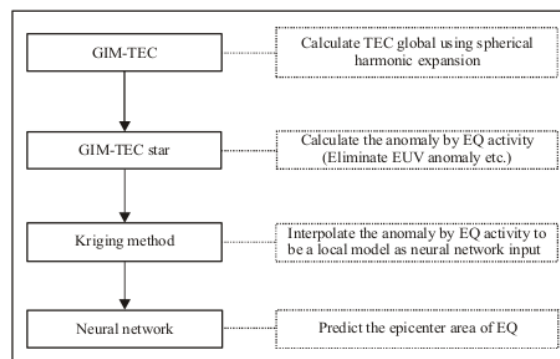 GIM-TEC
Calculate TEC global using spherical
harmonic expansion
GIM-TEC star
Calculate the anomaly by EQ activity
(Eliminate EUV anomaly etc.)
Kriging method
Interpolate the anomaly by EQ activity to
be a local model as neural network input
Neural network
Predict the epicenter area of EQ